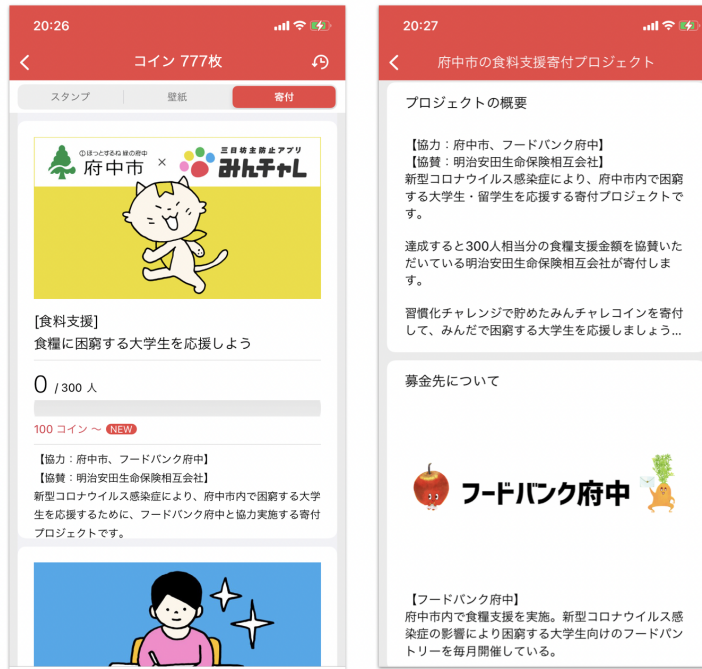 20:26
コイン 777枚
スタンプ
壁紙
寄付
ほっとするね 緑の府中
府中市
×
三日坊主防止アプリ
みんチャレ
[食料支援]
食糧に困窮する大学生を応援しよう
0 / 300 人
100 コイン ～ NEW
【協力：府中市、フードバンク府中】
【協賛：明治安田生命保険相互会社】
新型コロナウイルス感染症により、府中市内で困窮する大学
生を応援するために、フードバンク府中と協力実施する寄付
プロジェクトです。
20:27
府中市の食料支援寄付プロジェクト
プロジェクトの概要
【協力：府中市、フードバンク府中】
【協賛：明治安田生命保険相互会社】
新型コロナウイルス感染症により、府中市内で困窮
する大学生・留学生を応援する寄付プロジェクトで
す。
達成すると300人相当分の食糧支援金額を協賛いた
だいている明治安田生命保険相互会社が寄付しま
す。
習慣化チャレンジで貯めたみんチャレコインを寄付
して、みんだで困窮する大学生を応援しましょう...
募金先について
フードバンク府中
【フードバンク府中】
府中市内で食糧支援を実施。新型コロナウイルス感
染症の影響により困窮する大学生向けのフードパン
トリーを毎月開催している。